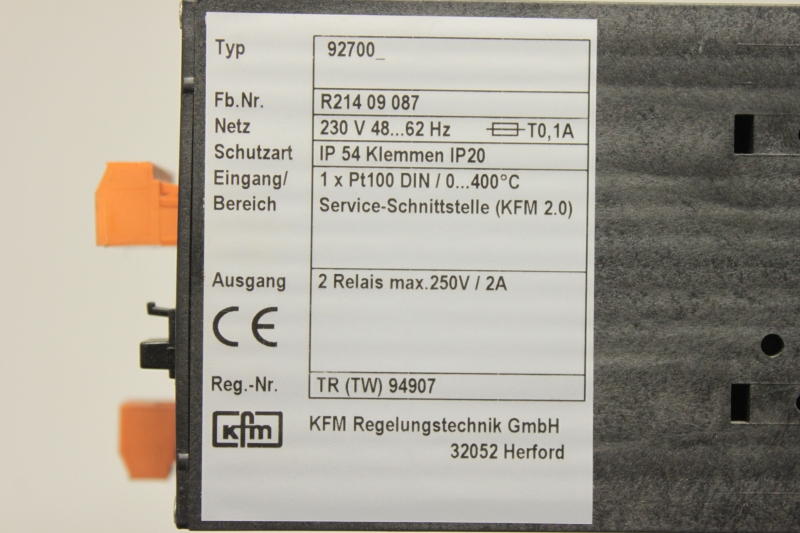 Typ 92700_
Fb.Nr. R214 09 087
Netz 230 V 48...62 Hz T0,1A
Schutzart IP 54 Klemmen IP20
Eingang/ 1 x Pt100 DIN / 0...400°C
Bereich Service-Schnittstelle (KFM 2.0)
Ausgang 2 Relais max.250V / 2A
CE
Reg.-Nr. TR (TW) 94907
kfm KFM Regelungstechnik GmbH
32052 Herford